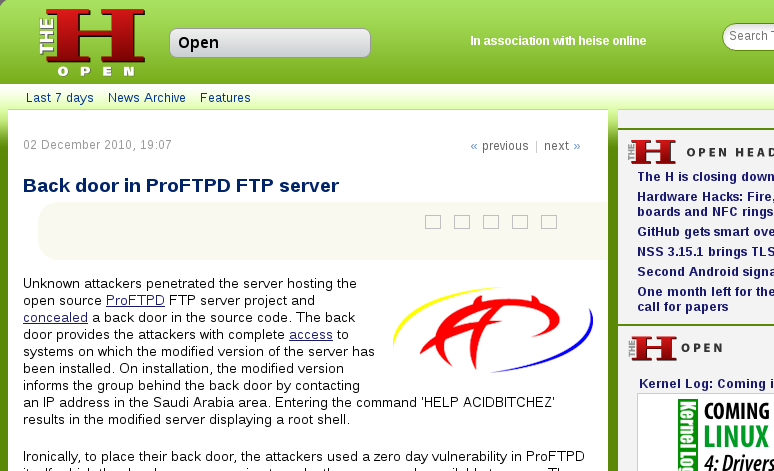 THE H
OPEN
Open
In association with heise online
Search
Last 7 days News Archive Features
02 December 2010, 19:07
« previous | next »
Back door in ProFTPD FTP server
Unknown attackers penetrated the server hosting the
open source ProFTPD FTP server project and
concealed a back door in the source code. The back
door provides the attackers with complete access to
systems on which the modified version of the server has
been installed. On installation, the modified version
informs the group behind the back door by contacting
an IP address in the Saudi Arabia area. Entering the command 'HELP ACIDBITCHEZ'
results in the modified server displaying a root shell.
Ironically, to place their back door, the attackers used a zero day vulnerability in ProFTPD
THE H OPEN HEAD
The H is closing down
Hardware Hacks: Fire,
boards and NFC rings
GitHub gets smart ove
NSS 3.15.1 brings TLS
Second Android signa
One month left for the
call for papers
THE H OPEN
Kernel Log: Coming i
Kernel Log
COMING
LINUX
4: Drivers